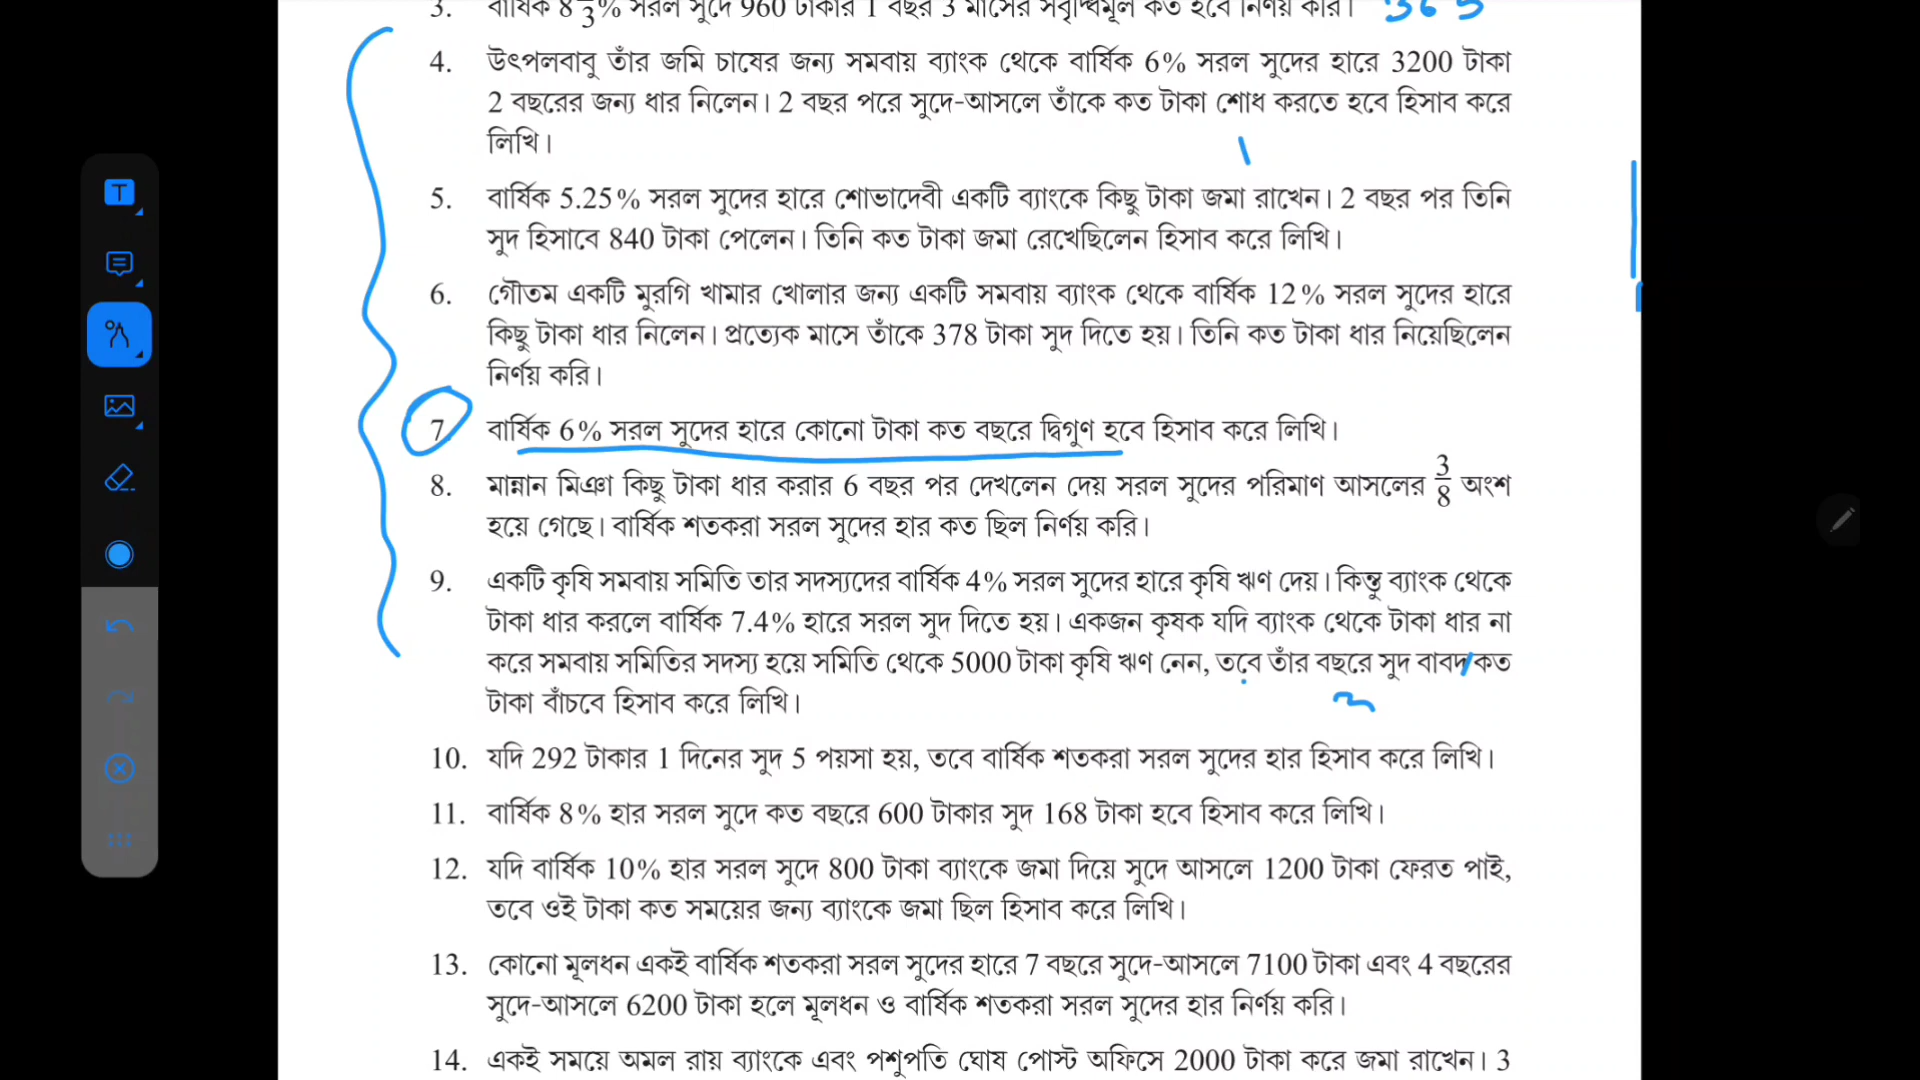 3. বার্ষিক 8 1/3% সরল সুদে 960 টাকার 1 বছর 3 মাসের সবৃদ্ধিমূল কত হবে নির্ণয় করি। 365
4. উৎপলবাবু তাঁর জমি চাষের জন্য সমবায় ব্যাংক থেকে বার্ষিক 6% সরল সুদের হারে 3200 টাকা
2 বছরের জন্য ধার নিলেন। 2 বছর পরে সুদে-আসলে তাঁকে কত টাকা শোধ করতে হবে হিসাব করে
লিখি।
5. বার্ষিক 5.25% সরল সুদের হারে শোভাদেবী একটি ব্যাংকে কিছু টাকা জমা রাখেন। 2 বছর পর তিনি
সুদ হিসাবে 840 টাকা পেলেন। তিনি কত টাকা জমা রেখেছিলেন হিসাব করে লিখি।
6. গৌতম একটি মুরগি খামার খোলার জন্য একটি সমবায় ব্যাংক থেকে বার্ষিক 12% সরল সুদের হারে
কিছু টাকা ধার নিলেন। প্রত্যেক মাসে তাঁকে 378 টাকা সুদ দিতে হয়। তিনি কত টাকা ধার নিয়েছিলেন
নির্ণয় করি।
7. বার্ষিক 6% সরল সুদের হারে কোনো টাকা কত বছরে দ্বিগুণ হবে হিসাব করে লিখি।
8. মান্নান মিঞা কিছু টাকা ধার করার 6 বছর পর দেখলেন দেয় সরল সুদের পরিমাণ আসলের 3/8 অংশ
হয়ে গেছে। বার্ষিক শতকরা সরল সুদের হার কত ছিল নির্ণয় করি।
9. একটি কৃষি সমবায় সমিতি তার সদস্যদের বার্ষিক 4% সরল সুদের হারে কৃষি ঋণ দেয়। কিন্তু ব্যাংক থেকে
টাকা ধার করলে বার্ষিক 7.4% হারে সরল সুদ দিতে হয়। একজন কৃষক যদি ব্যাংক থেকে টাকা ধার না
করে সমবায় সমিতির সদস্য হয়ে সমিতি থেকে 5000 টাকা কৃষি ঋণ নেন, তবে তাঁর বছরে সুদ বাবদ কত
টাকা বাঁচবে হিসাব করে লিখি।
10. যদি 292 টাকার 1 দিনের সুদ 5 পয়সা হয়, তবে বার্ষিক শতকরা সরল সুদের হার হিসাব করে লিখি।
11. বার্ষিক 8% হার সরল সুদে কত বছরে 600 টাকার সুদ 168 টাকা হবে হিসাব করে লিখি।
12. যদি বার্ষিক 10% হার সরল সুদে 800 টাকা ব্যাংকে জমা দিয়ে সুদে আসলে 1200 টাকা ফেরত পাই,
তবে ওই টাকা কত সময়ের জন্য ব্যাংকে জমা ছিল হিসাব করে লিখি।
13. কোনো মূলধন একই বার্ষিক শতকরা সরল সুদের হারে 7 বছরে সুদে-আসলে 7100 টাকা এবং 4 বছরের
সুদে-আসলে 6200 টাকা হলে মূলধন ও বার্ষিক শতকরা সরল সুদের হার নির্ণয় করি।
14. একই সময়ে অমল রায় ব্যাংকে এবং পশুপতি ঘোষ পোস্ট অফিসে 2000 টাকা করে জমা রাখেন। 3